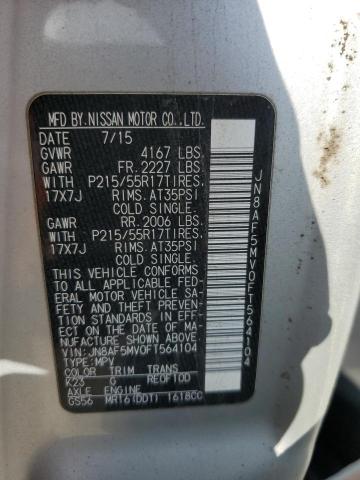 MFD.BY.NISSAN MOTOR CO.,LTD.
DATE 7/15
GVWR 4167 LBS.
GAWR FR.2227 LBS.
WITH P215/55R17TIRES,
17X7J RIMS.AT35PSI
COLD SINGLE.
GAWR RR.2006 LBS.
WITH P215/55R17TIRES,
17X7J RIMS.AT35PSI
COLD SINGLE.
THIS VEHICLE CONFORMS
TO ALL APPLICABLE FED-
ERAL MOTOR VEHICLE SA-
FETY AND THEFT PREVEN-
TION STANDARDS IN EFF-
ECT ON THE DATE OF MA-
NUFACTURE SHOWN ABOVE
VIN:JN8AF5MV0FT564104
TYPE:MPV
COLOR TRIM TRANS
K23 G RE0F10D
AXLE ENGINE
GS56 MR16(DDT) 1618CC
JN8AF5MV0FT564104